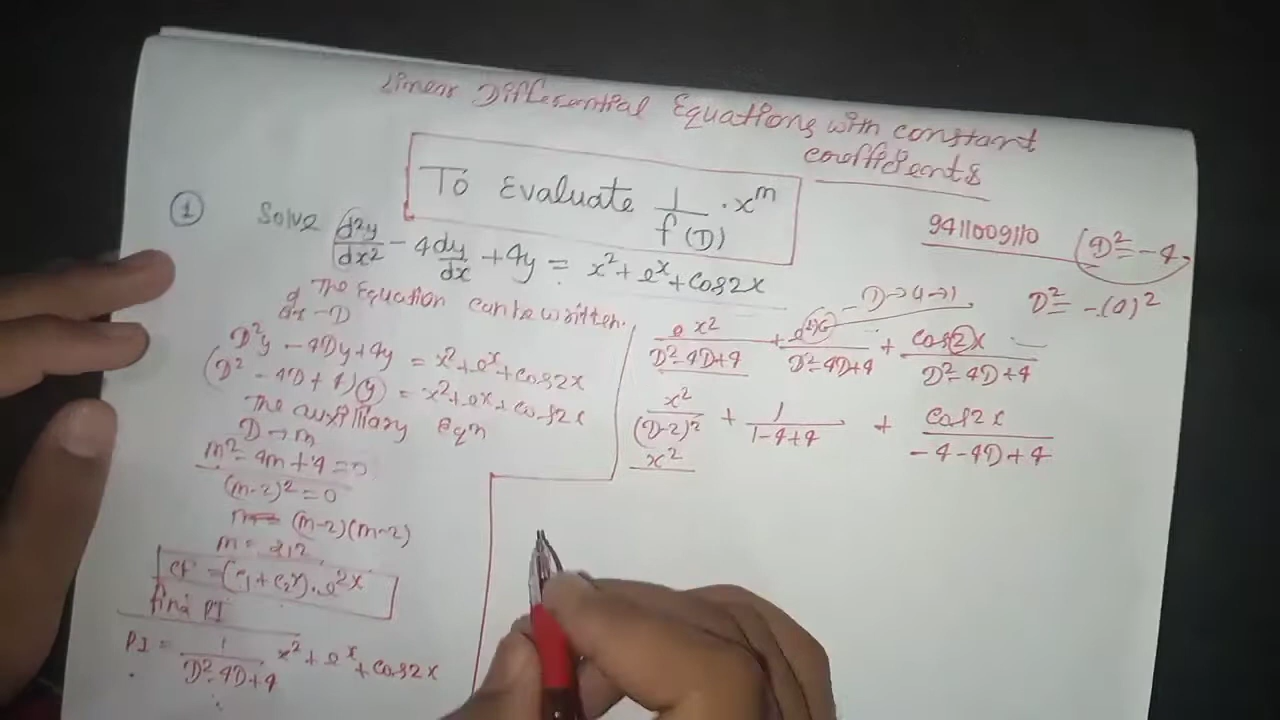 Linear Differential Equations with constant
coefficients
To Evaluate 1/f(D) · x^m
① Solve d²y/dx² - 4dy/dx + 4y = x² + e^x + cos2x
9411009110 (D² = -4
D² = -(a)²
The Equation can be written.
D²y - 4Dy + 4y = x² + e^x + cos2x
(D² - 4D + 4)(y) = x² + e^x + cos2x
The auxiliary eqn
D → m
m² - 4m + 4 = 0
(m-2)² = 0
(m-2)(m-2)
m = 2,2
CF = (c₁ + c₂x).e^2x
find PI
PI = 1/D²-4D+4 x² + e^x + cos2x
D → a → 1
x²/D²-4D+4 + /D²-4D+4 + cos2x/D²-4D+4
x²/(D-2)² + 1/1-4+4 + cos2x/-4-4D+4
x²